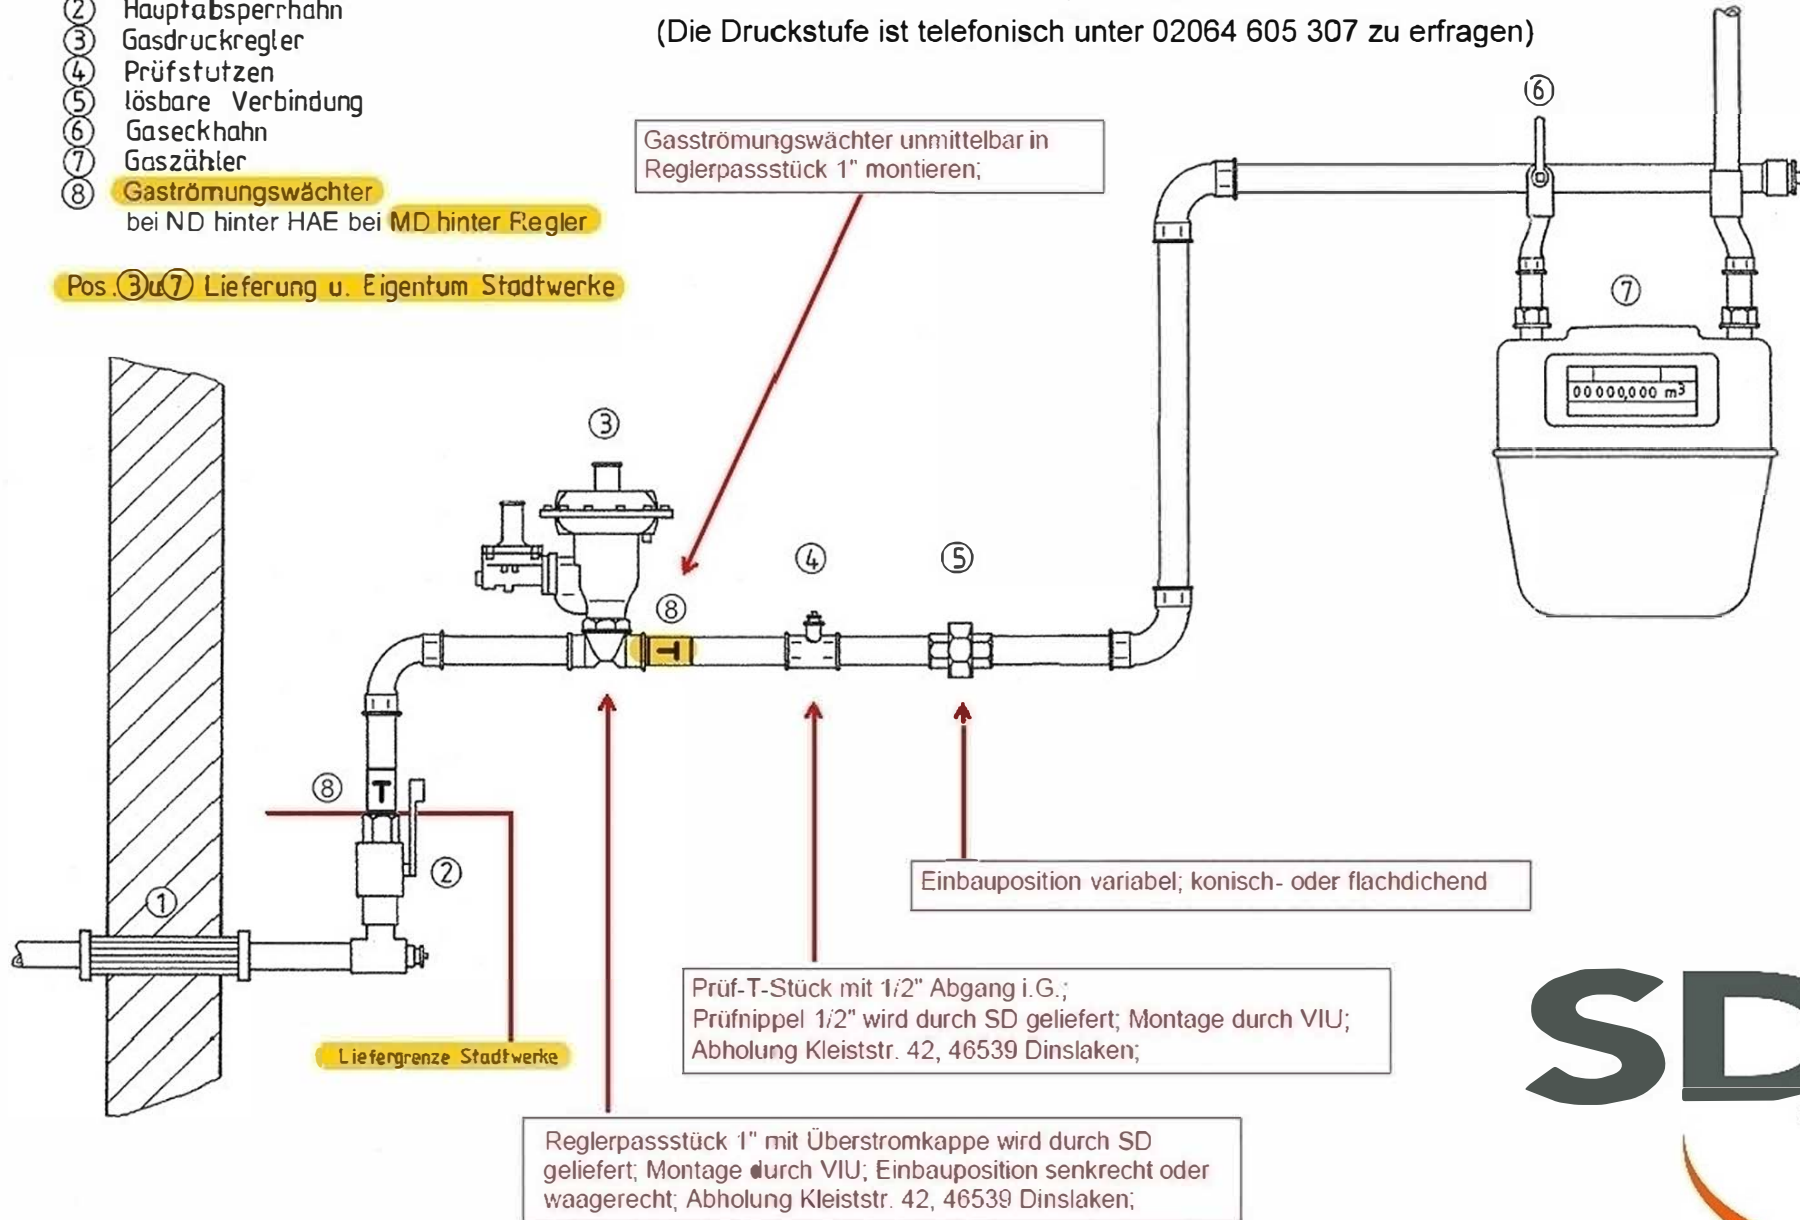 ② Hauptabsperrhahn
③ Gasdruckregler
④ Prüfstutzen
⑤ lösbare Verbindung
⑥ Gaseckhahn
⑦ Gaszähler
⑧ Gaströmungswächter
bei ND hinter HAE bei MD hinter Regler
Pos. ③ u ⑦ Lieferung u. Eigentum Stadtwerke
(Die Druckstufe ist telefonisch unter 02064 605 307 zu erfragen)
Gasströmungswächter unmittelbar in
Reglerpassstück 1" montieren;
⑥
⑦
00000,000 m³
③
⑧
④
⑤
T
⑧
T
②
①
Einbauposition variabel; konisch- oder flachdichend
Prüf-T-Stück mit 1/2" Abgang i.G.;
Prüfnippel 1/2" wird durch SD geliefert; Montage durch VIU;
Abholung Kleiststr. 42, 46539 Dinslaken;
Liefergrenze Stadtwerke
Reglerpassstück 1" mit Überstromkappe wird durch SD
geliefert; Montage durch VIU; Einbauposition senkrecht oder
waagerecht; Abholung Kleiststr. 42, 46539 Dinslaken;
SD